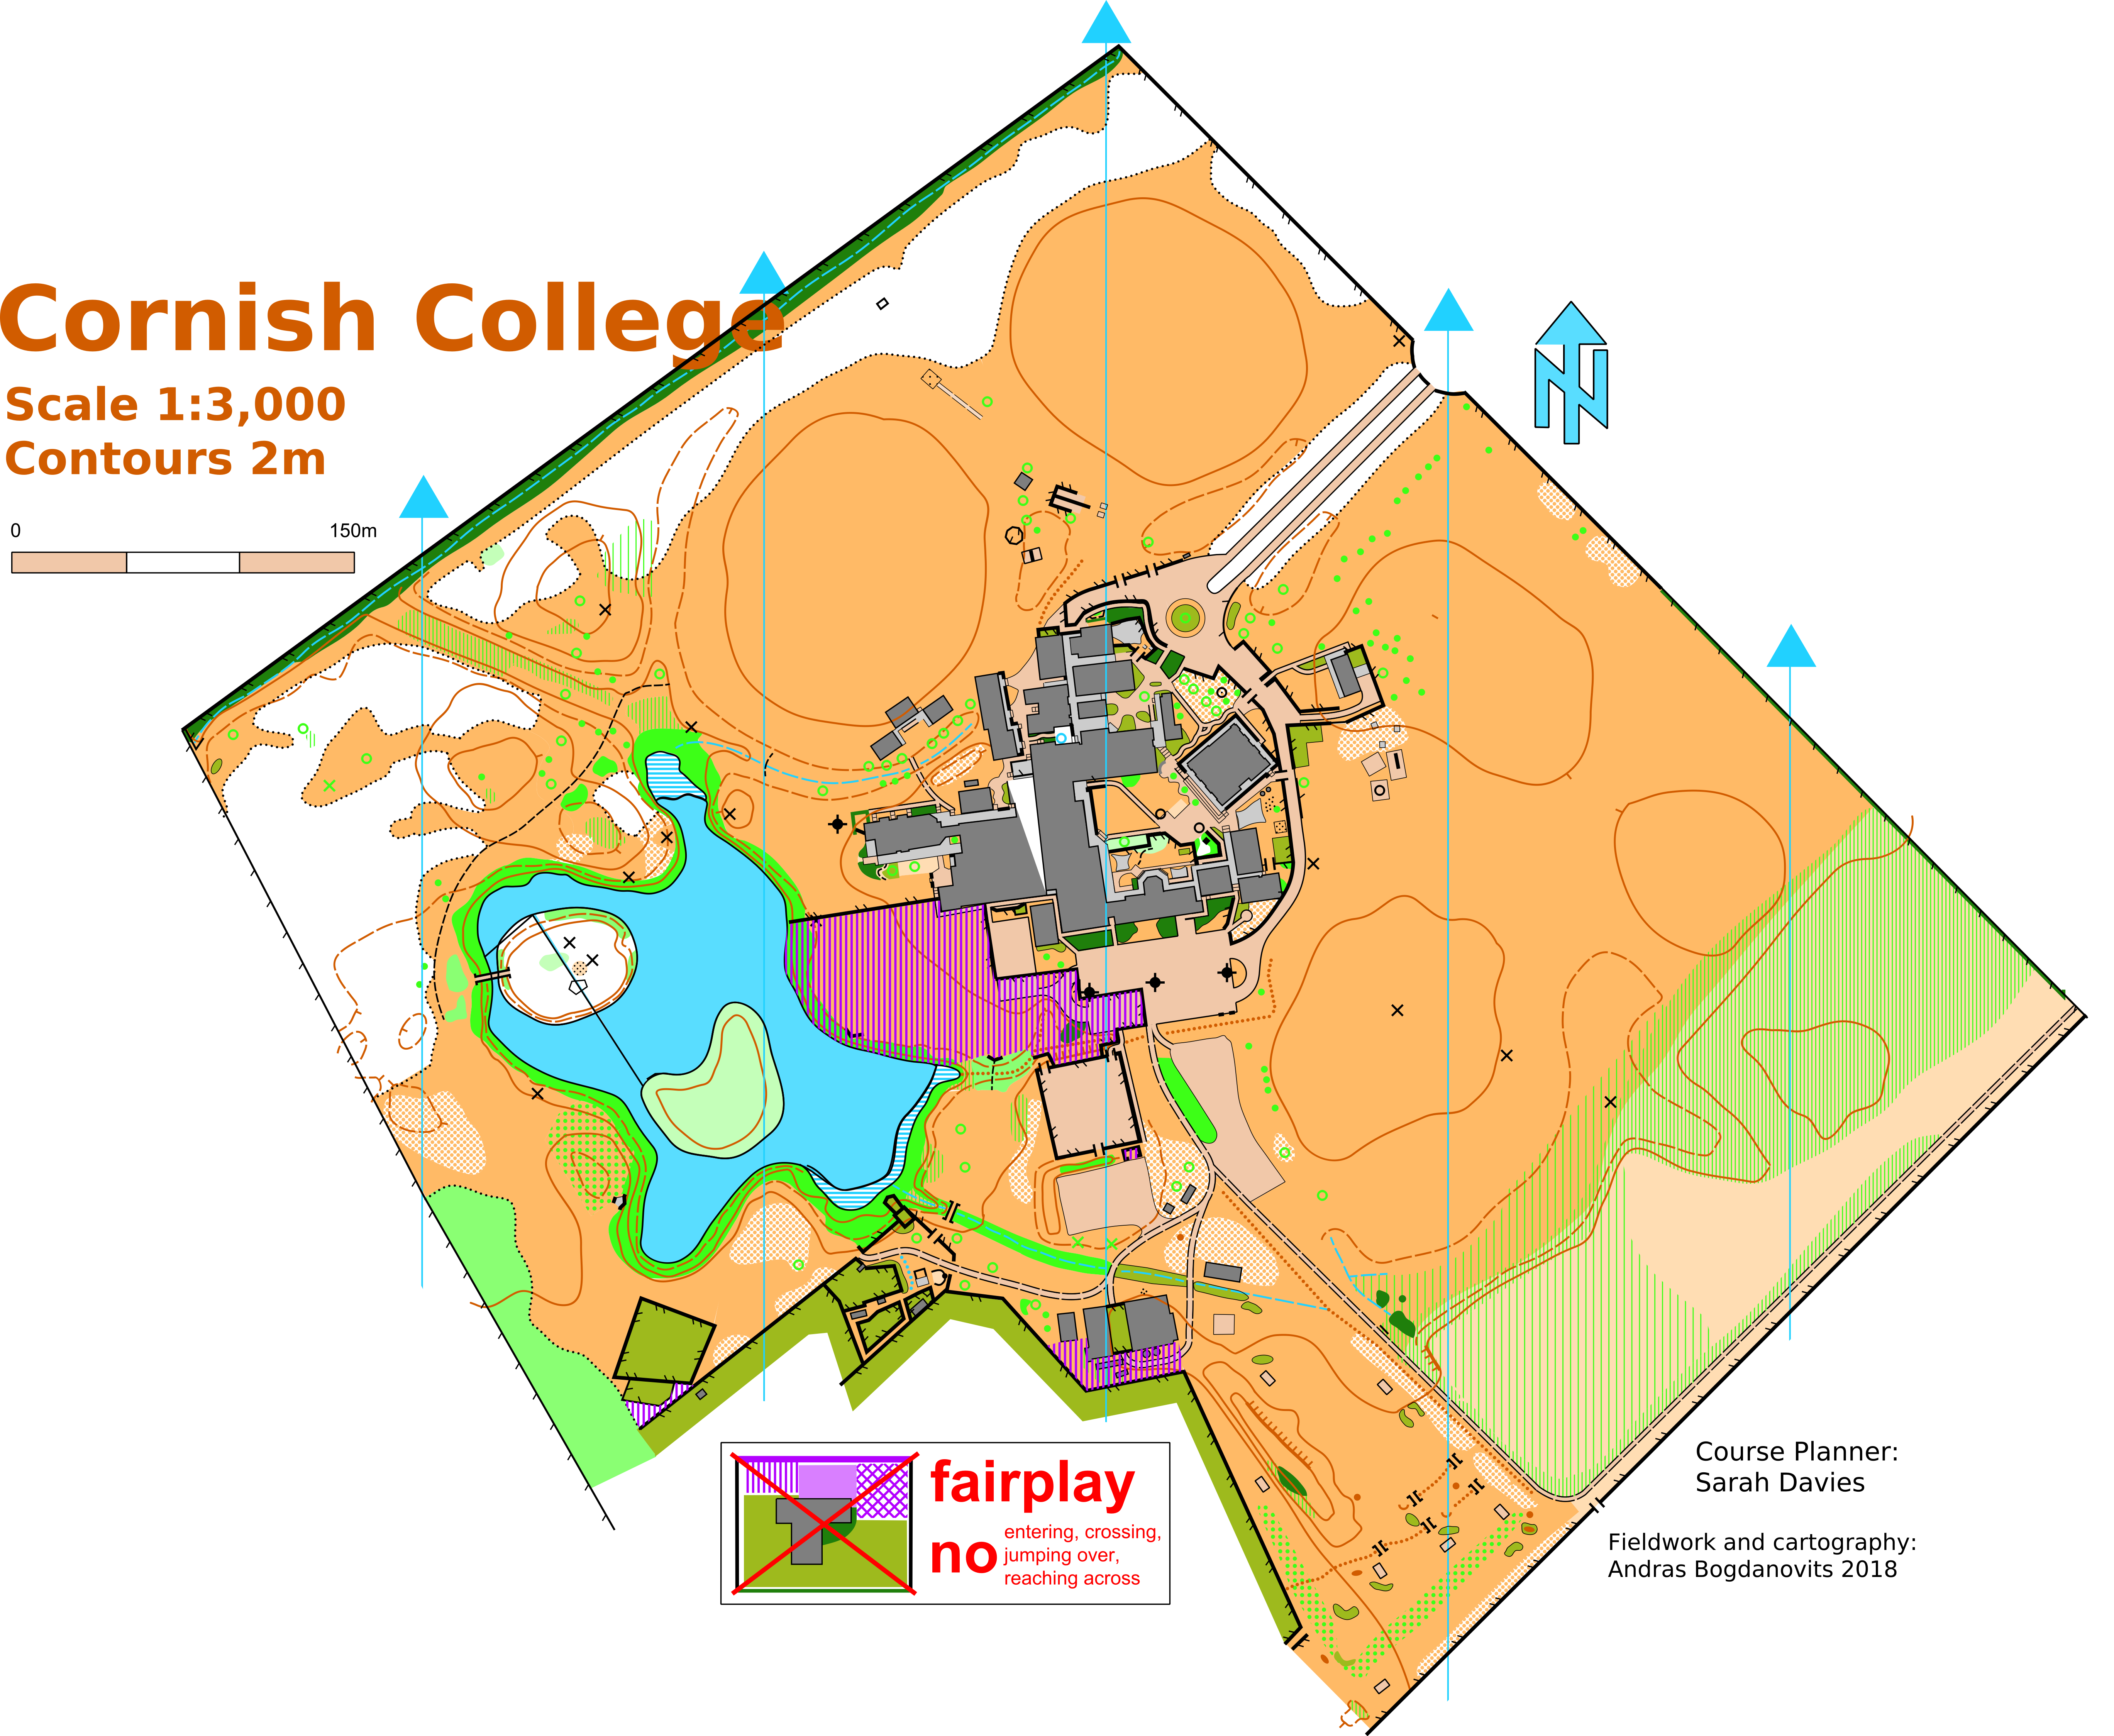 Cornish College
Scale 1:3,000
Contours 2m
0 150m
N
fairplay
no entering, crossing,
jumping over,
reaching across
Course Planner:
Sarah Davies
Fieldwork and cartography:
Andras Bogdanovits 2018